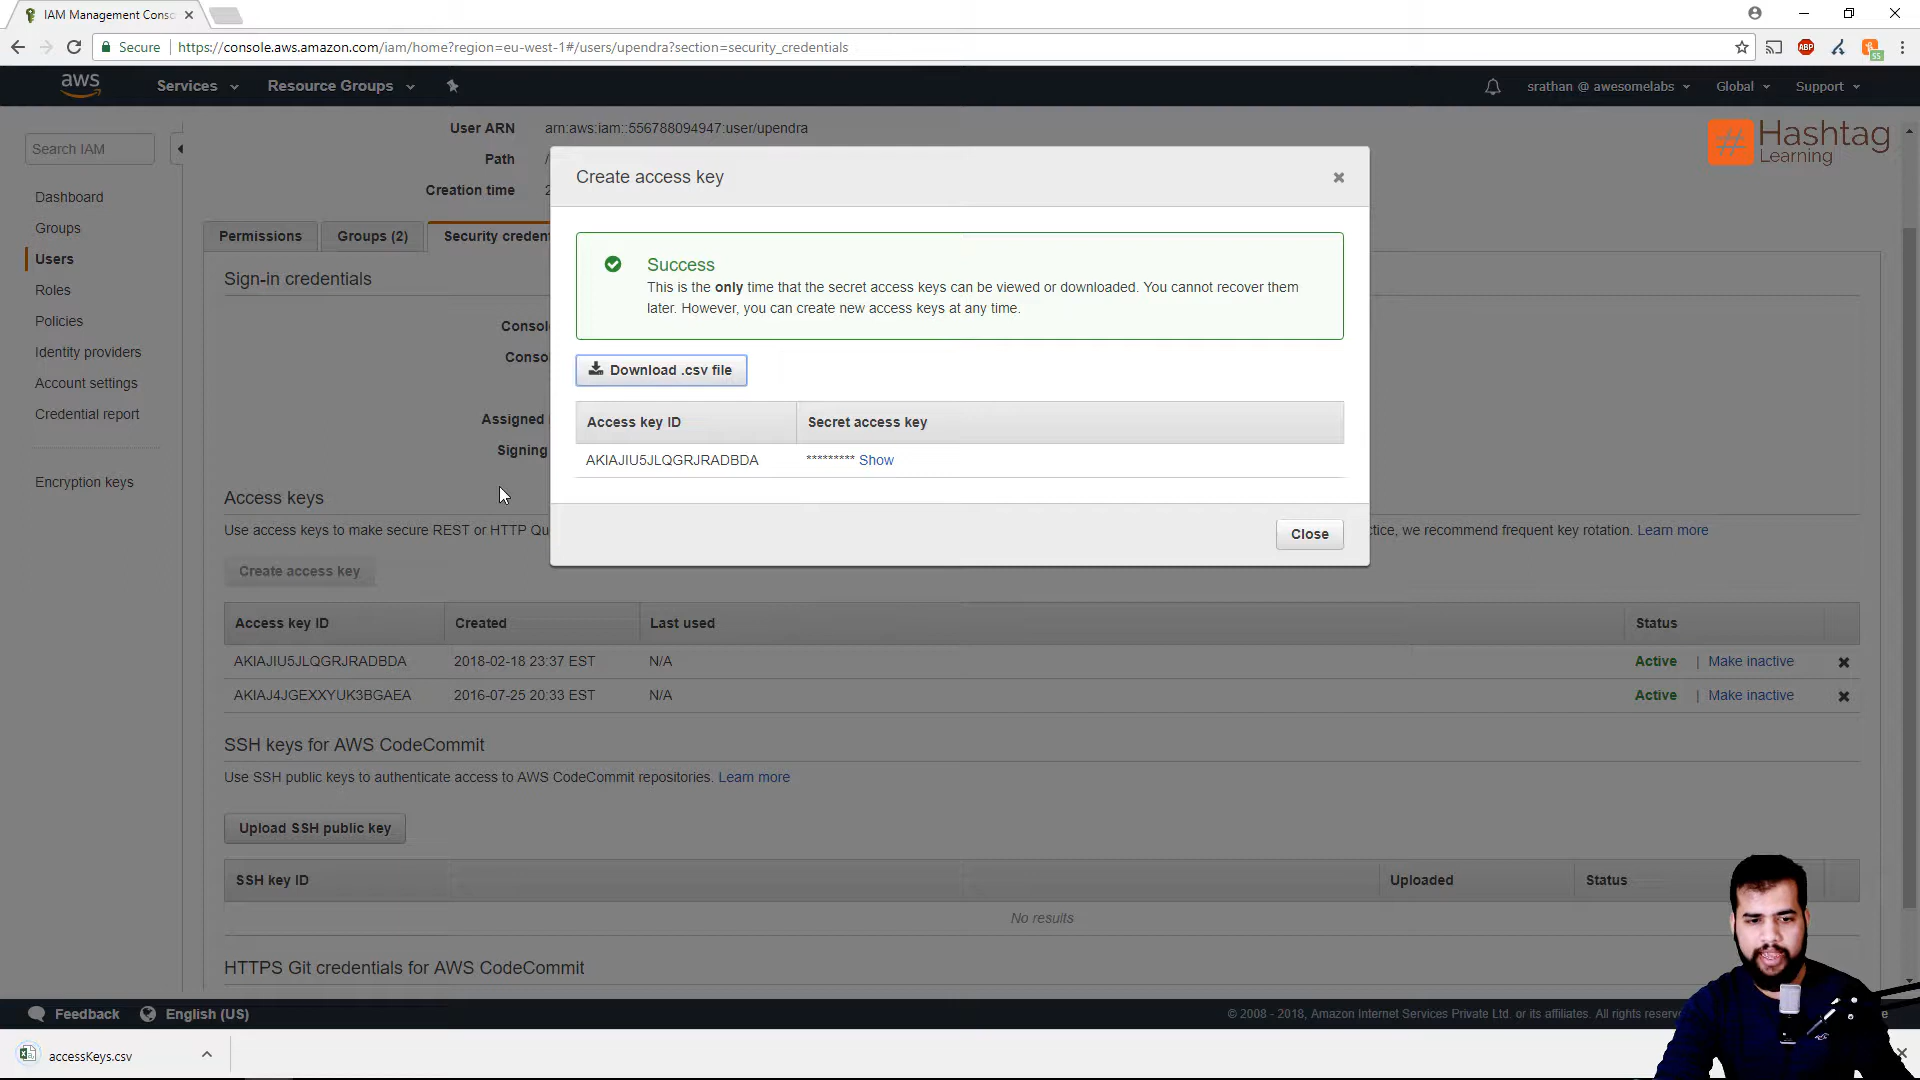 IAM Management Conso
Secure
https://console.aws.amazon.com/iam/home?region=eu-west-1#/users/upendra?section=security_credentials
ABP
55
aws
Services
Resource Groups
srathan @ awesomelabs
Global
Support
# Hashtag
Learning
Search IAM
Dashboard
Groups
Users
Roles
Policies
Identity providers
Account settings
Credential report
Encryption keys
User ARN
arn:aws:iam::556788094947:user/upendra
Path
/
Creation time
2
Permissions
Groups (2)
Security creden
Sign-in credentials
Conso
Conso
Assigned
Signing
Create access key
Success
This is the only time that the secret access keys can be viewed or downloaded. You cannot recover them
later. However, you can create new access keys at any time.
Download .csv file
Access key ID
Secret access key
AKIAJIU5JLQGRJRADBDA
********* Show
Close
Access keys
Use access keys to make secure REST or HTTP Qu
tice, we recommend frequent key rotation. Learn more
Create access key
Access key ID
Created
Last used
Status
AKIAJIU5JLQGRJRADBDA
2018-02-18 23:37 EST
N/A
Active | Make inactive
AKIAJ4JGEXXYUK3BGAEA
2016-07-25 20:33 EST
N/A
Active | Make inactive
SSH keys for AWS CodeCommit
Use SSH public keys to authenticate access to AWS CodeCommit repositories. Learn more
Upload SSH public key
SSH key ID
Uploaded
Status
No results
HTTPS Git credentials for AWS CodeCommit
Feedback
English (US)
© 2008 - 2018, Amazon Internet Services Private Ltd. or its affiliates. All rights reserv
accessKeys.csv